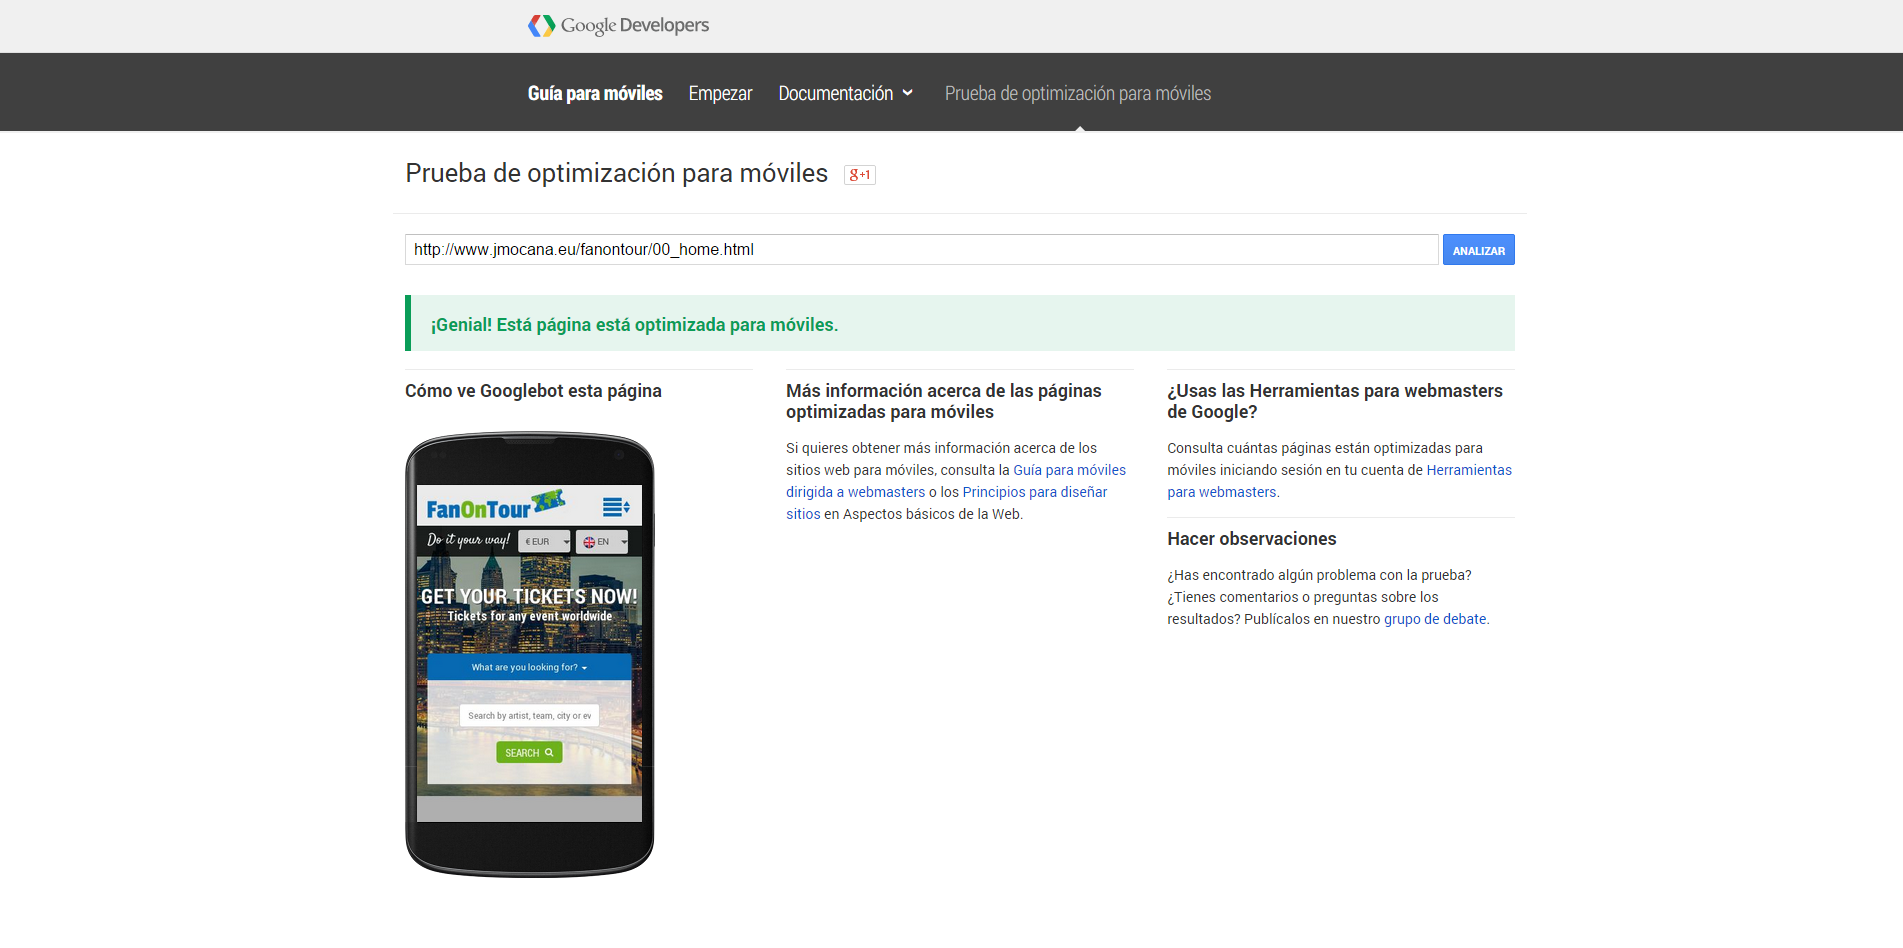 Google Developers
Guía para móviles Empezar Documentación Prueba de optimización para móviles
Prueba de optimización para móviles g+1
http://www.jmocana.eu/fanontour/00_home.html ANALIZAR
¡Genial! Está página está optimizada para móviles.
Cómo ve Googlebot esta página
FanOnTour
Do it your way! € EUR EN
GET YOUR TICKETS NOW!
Tickets for any event worldwide
What are you looking for?
Search by artist, team, city or ev
SEARCH
Más información acerca de las páginas
optimizadas para móviles
Si quieres obtener más información acerca de los
sitios web para móviles, consulta la Guía para móviles
dirigida a webmasters o los Principios para diseñar
sitios en Aspectos básicos de la Web.
¿Usas las Herramientas para webmasters
de Google?
Consulta cuántas páginas están optimizadas para
móviles iniciando sesión en tu cuenta de Herramientas
para webmasters.
Hacer observaciones
¿Has encontrado algún problema con la prueba?
¿Tienes comentarios o preguntas sobre los
resultados? Publícalos en nuestro grupo de debate.